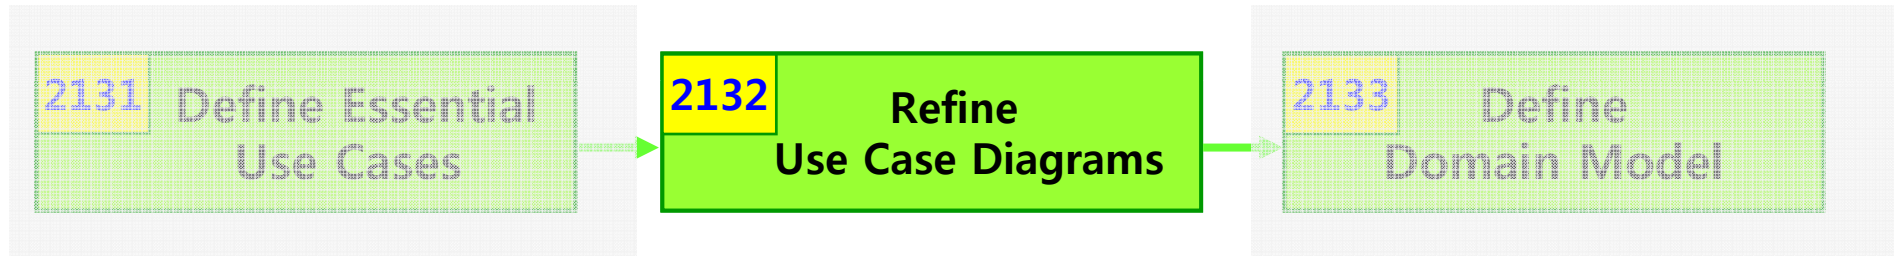 2131
Define Essential
Use Cases
2132
Refine
Use Case Diagrams
2133
Define
Domain Model